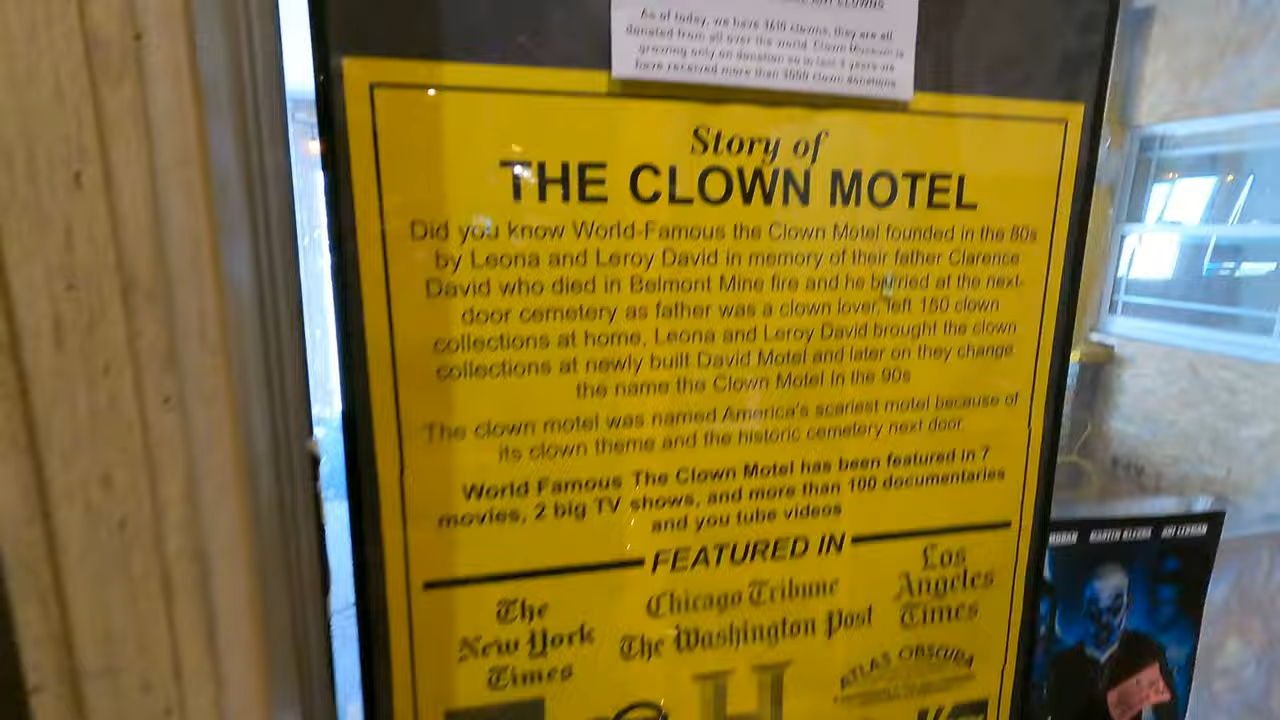 As of today, we have 3610 clowns, they are all
donated from all over the world. Clown Museum is
growing only on donation so in last 5 years we
have received more than 3000 clown donations
Story of
THE CLOWN MOTEL
Did you know World-Famous the Clown Motel founded in the 80s
by Leona and Leroy David in memory of their father Clarence
David who died in Belmont Mine fire and he burried at the next-
door cemetery as father was a clown lover, left 150 clown
collections at home, Leona and Leroy David brought the clown
collections at newly built David Motel and later on they change
the name the Clown Motel in the 90s
The clown motel was named America's scariest motel because of
its clown theme and the historic cemetery next door.
World Famous The Clown Motel has been featured in 7
movies, 2 big TV shows, and more than 100 documentaries
and you tube videos
FEATURED IN
The
New York
Times
Chicago Tribune
The Washington Post
Los
Angeles
Times
ATLAS OBSCURA
H